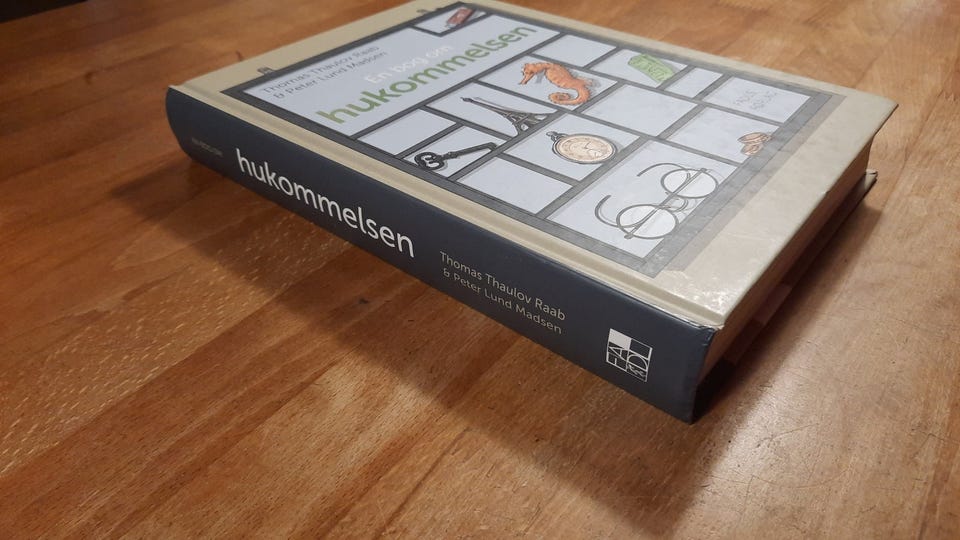 Thomas Thaulov Raab
& Peter Lund Madsen
En bog om
hukommelsen
hukommelsen
Thomas Thaulov Raab
& Peter Lund Madsen